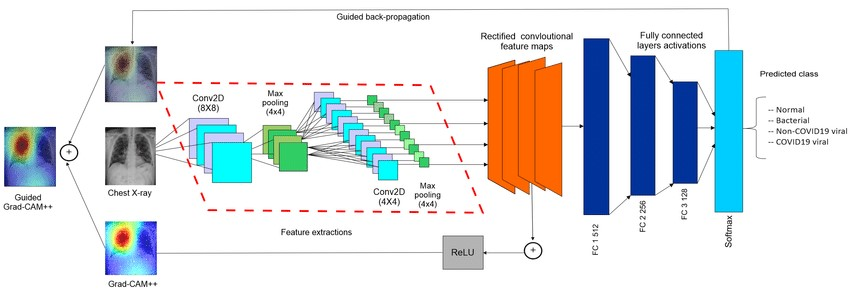 Guided back-propagation
Rectified convloutional
feature maps
Fully connected
layers activations
Predicted class
-- Normal
-- Bacterial
-- Non-COVID19 viral
-- COVID19 viral
Conv2D
(8X8)
Max
pooling
(4x4)
Conv2D
(4X4)
Max
pooling
(4x4)
Chest X-ray
Guided
Grad-CAM++
+
Feature extractions
Grad-CAM++
ReLU
+
FC 1 512
FC 2 256
FC 3 128
Softmax